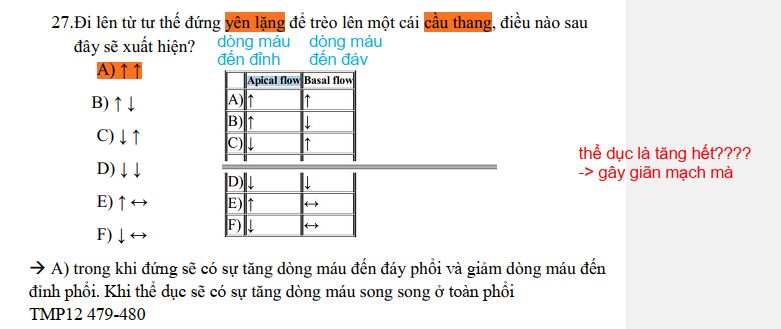 27.Đi lên từ tư thế đứng yên lặng để trèo lên một cái cầu thang, điều nào sau
đây sẽ xuất hiện?
dòng máu đến đỉnh
dòng máu đến đáy
A) ↑ ↑
B) ↑ ↓
C) ↓ ↑
D) ↓ ↓
E) ↑ ↔
F) ↓ ↔
Apical flow Basal flow
A) ↑ ↑
B) ↑ ↓
C) ↓ ↑
D) ↓ ↓
E) ↑ ↔
F) ↓ ↔
thể dục là tăng hết????
-> gây giãn mạch mà
→ A) trong khi đứng sẽ có sự tăng dòng máu đến đáy phổi và giảm dòng máu đến
đỉnh phổi. Khi thể dục sẽ có sự tăng dòng máu song song ở toàn phổi
TMP12 479-480